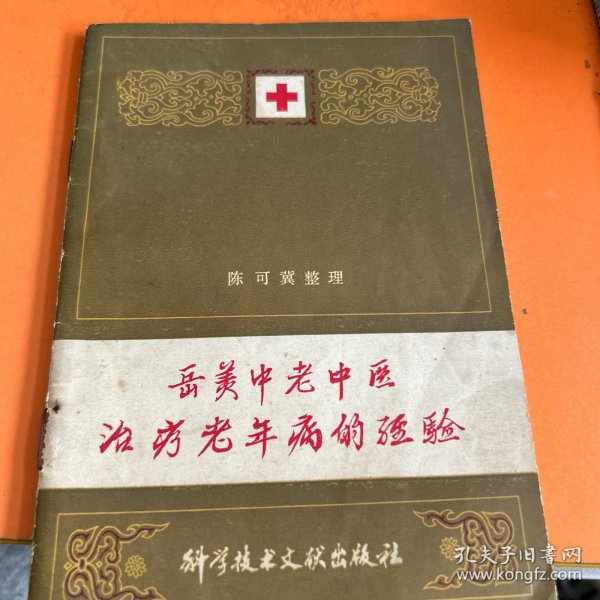 陈可冀整理
岳美中老中医
治疗老年病的经验
科学技术文献出版社
孔夫子旧书网
www.kongfz.com